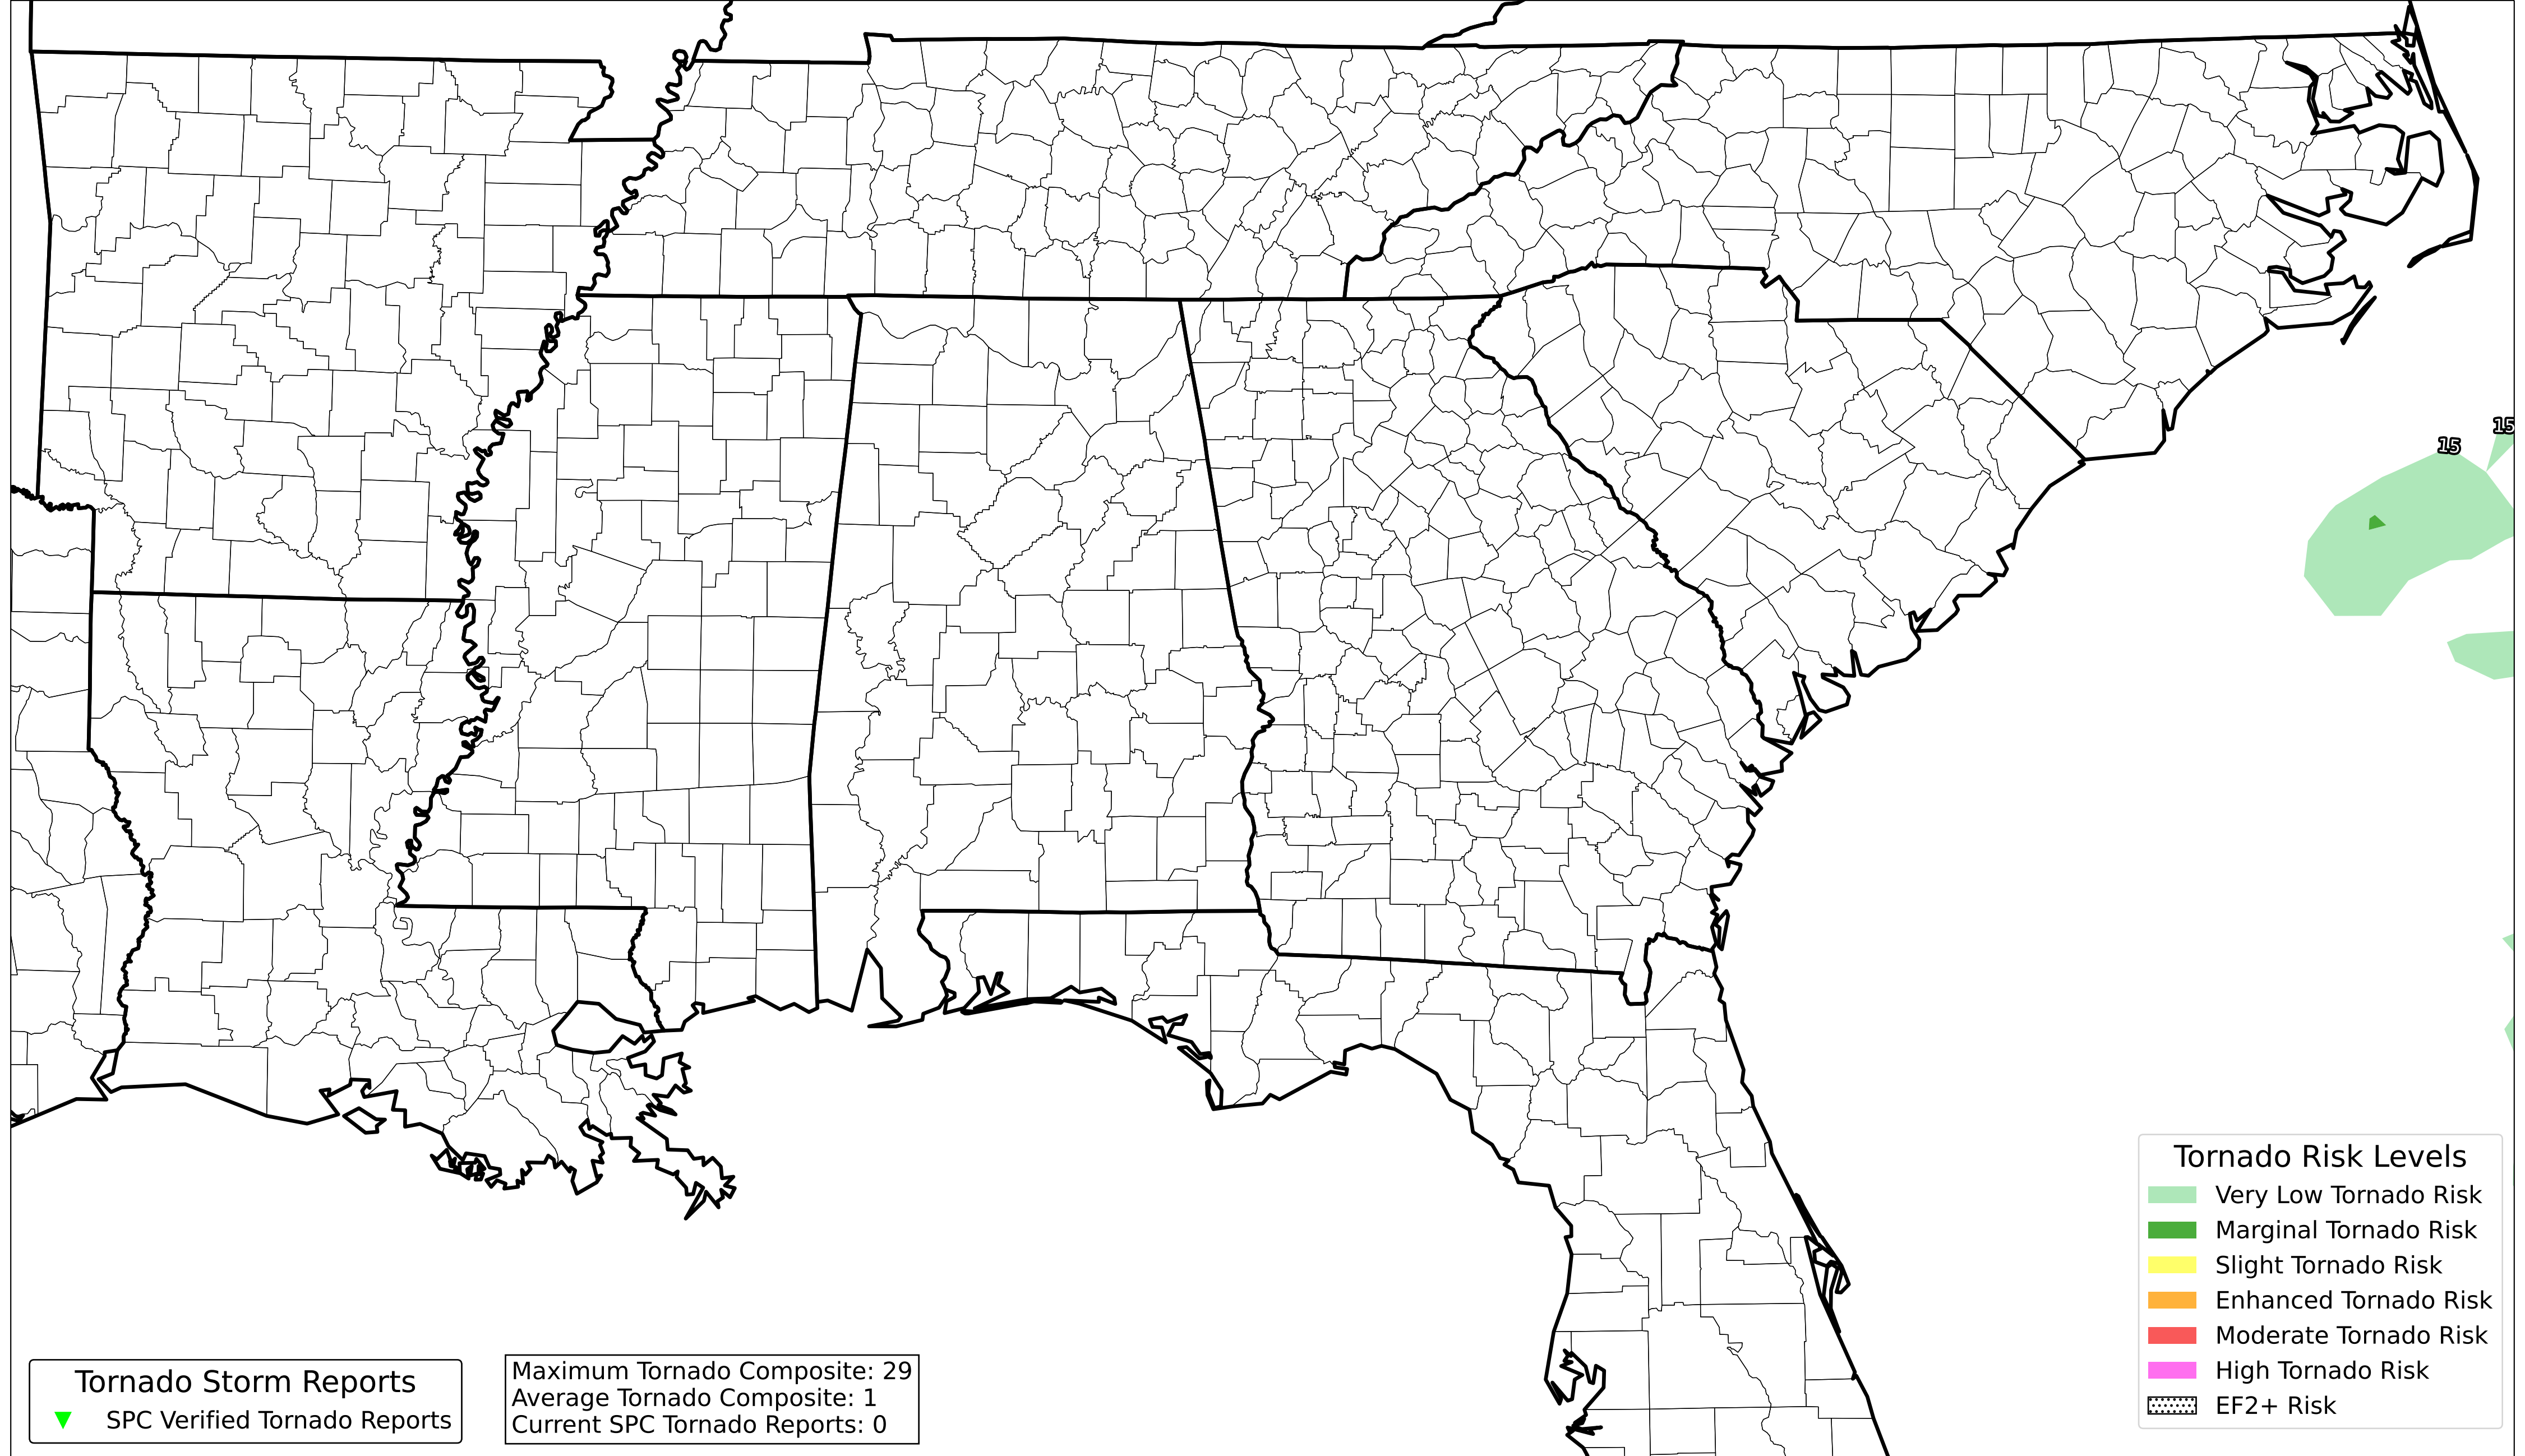 15
15
Tornado Risk Levels
Very Low Tornado Risk
Marginal Tornado Risk
Slight Tornado Risk
Enhanced Tornado Risk
Moderate Tornado Risk
High Tornado Risk
EF2+ Risk
Tornado Storm Reports
SPC Verified Tornado Reports
Maximum Tornado Composite: 29
Average Tornado Composite: 1
Current SPC Tornado Reports: 0